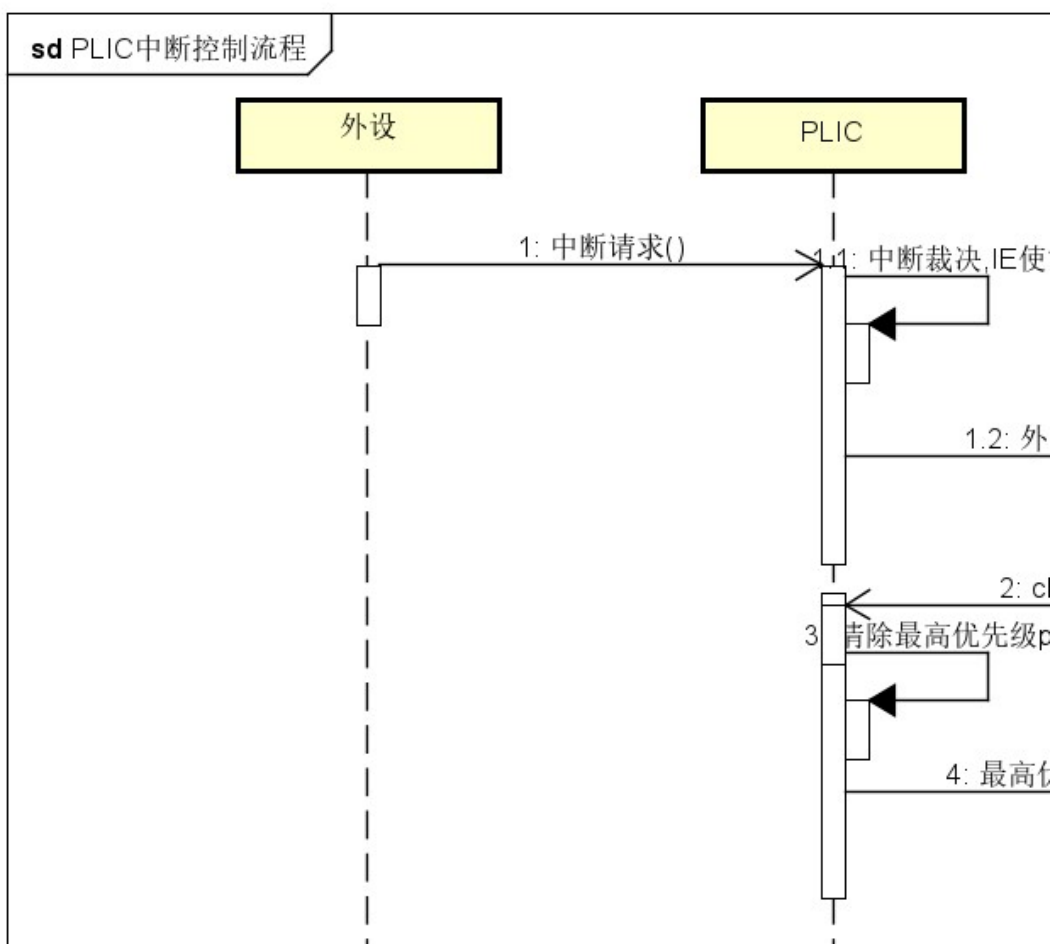 sd PLIC中断控制流程
外设
PLIC
1: 中断请求()
1.1: 中断裁决,IE使
1.2: 外
2: cl
3 清除最高优先级p
4: 最高优